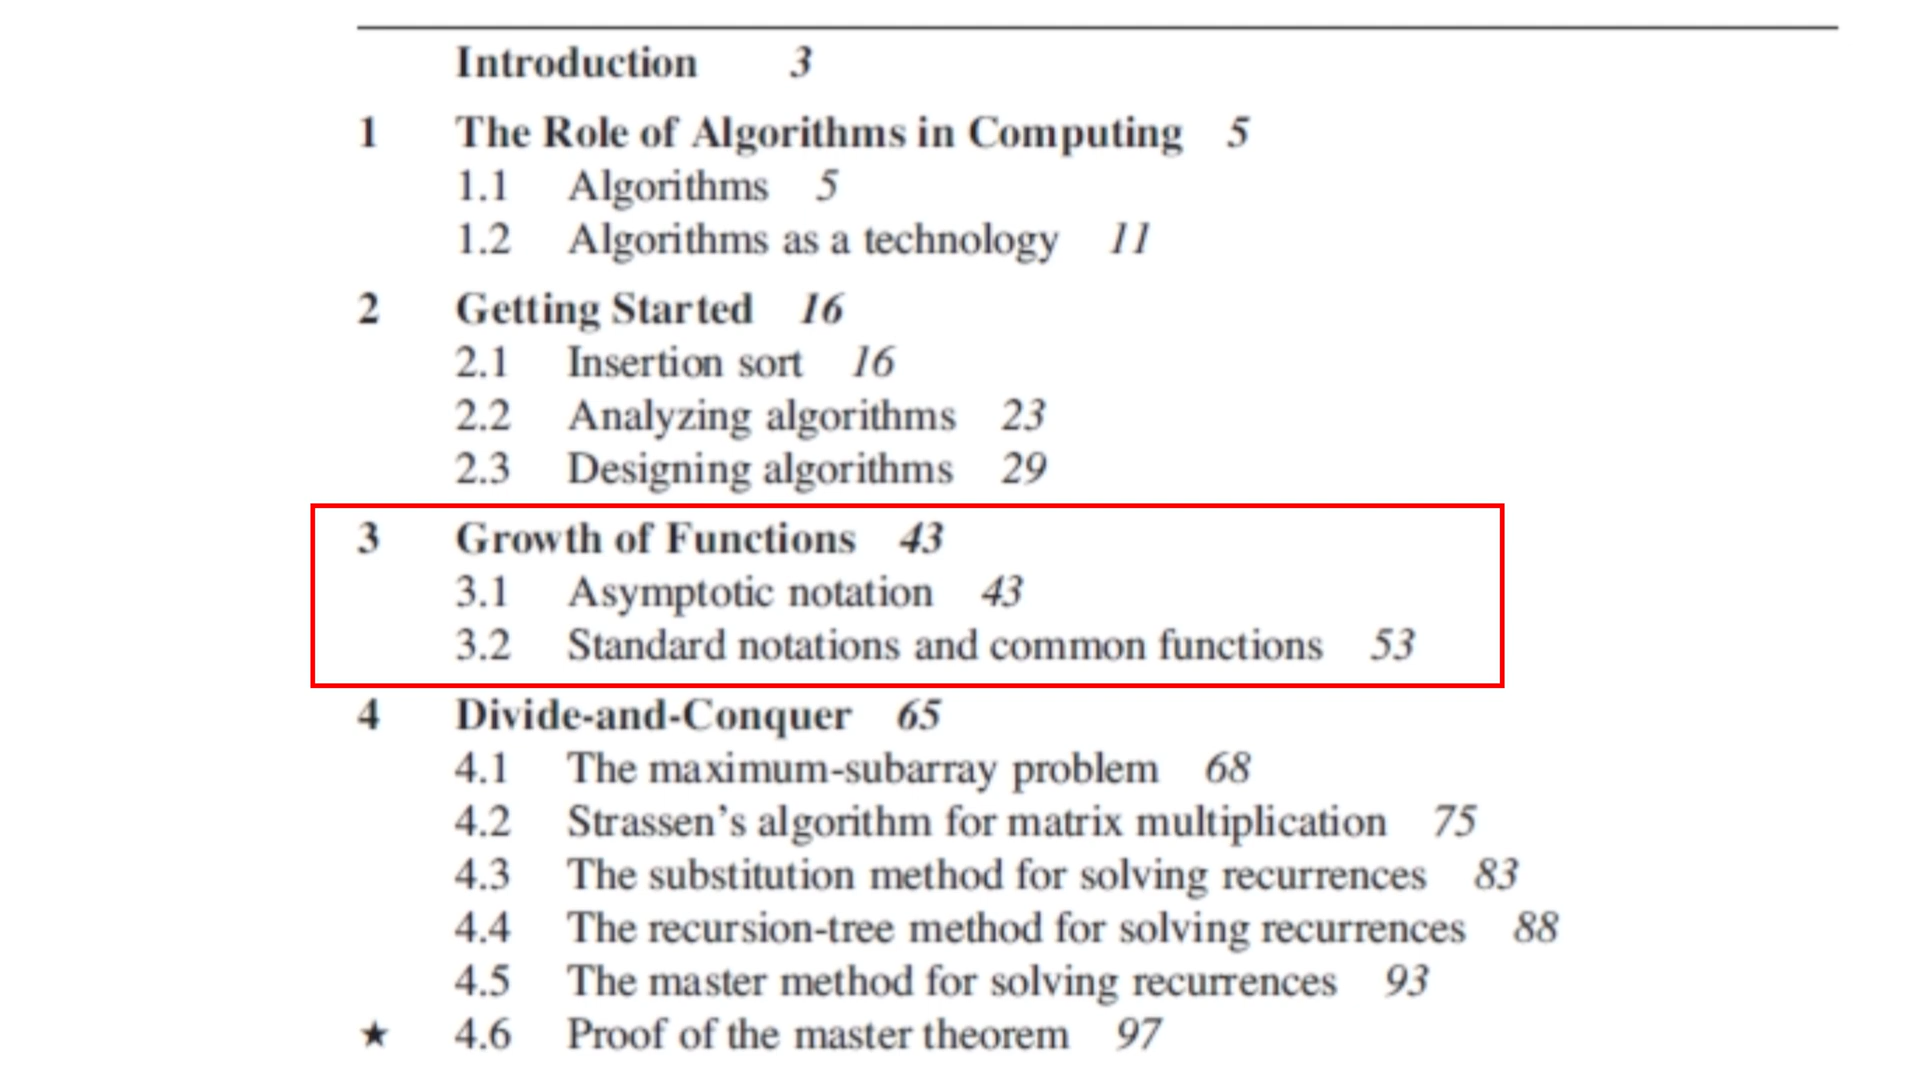 Introduction 3
1 The Role of Algorithms in Computing 5
1.1 Algorithms 5
1.2 Algorithms as a technology 11
2 Getting Started 16
2.1 Insertion sort 16
2.2 Analyzing algorithms 23
2.3 Designing algorithms 29
3 Growth of Functions 43
3.1 Asymptotic notation 43
3.2 Standard notations and common functions 53
4 Divide-and-Conquer 65
4.1 The maximum-subarray problem 68
4.2 Strassen's algorithm for matrix multiplication 75
4.3 The substitution method for solving recurrences 83
4.4 The recursion-tree method for solving recurrences 88
4.5 The master method for solving recurrences 93
★ 4.6 Proof of the master theorem 97